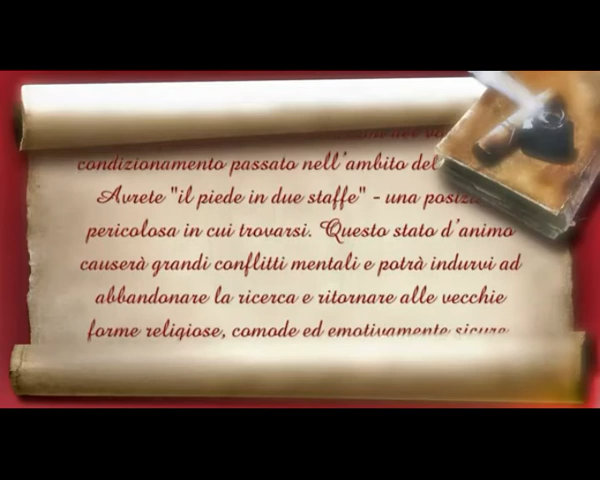 condizionamento passato nell'ambito del
Avrete "il piede in due staffe" - una
pericolosa in cui trovarsi. Questo stato d'animo
causerà grandi conflitti mentali e potrà indurvi ad
abbandonare la ricerca e ritornare alle vecchie
forme religiose, comode ed emotivamente sicure